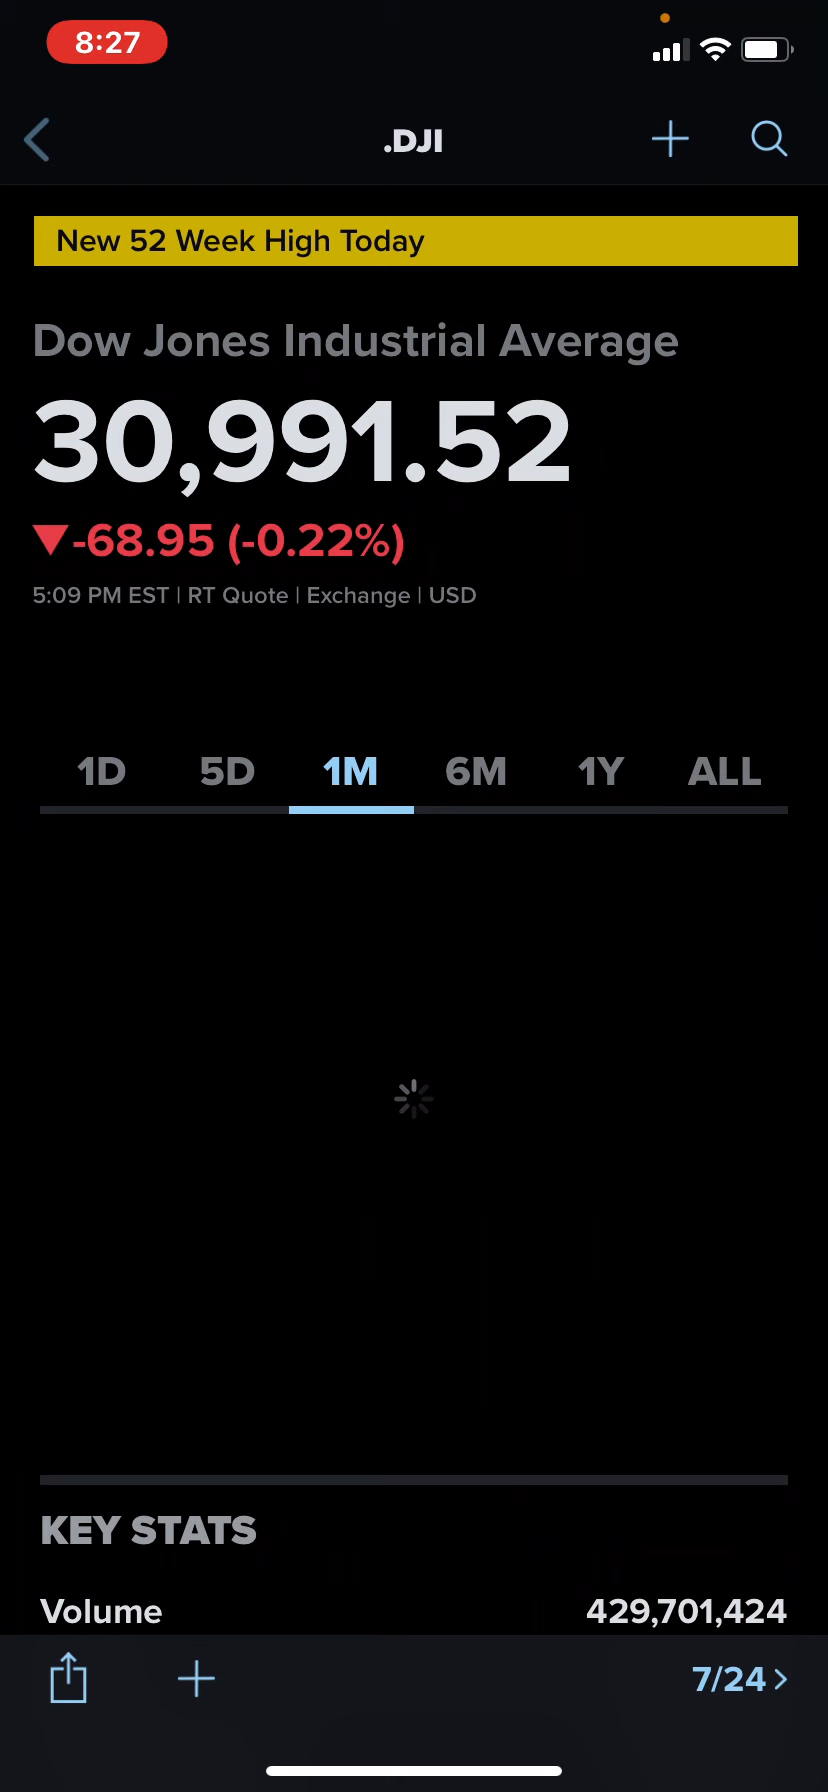 8:27
.DJI
New 52 Week High Today
Dow Jones Industrial Average
30,991.52
▼-68.95 (-0.22%)
5:09 PM EST | RT Quote | Exchange | USD
1D 5D 1M 6M 1Y ALL
KEY STATS
Volume 429,701,424
7/24 >